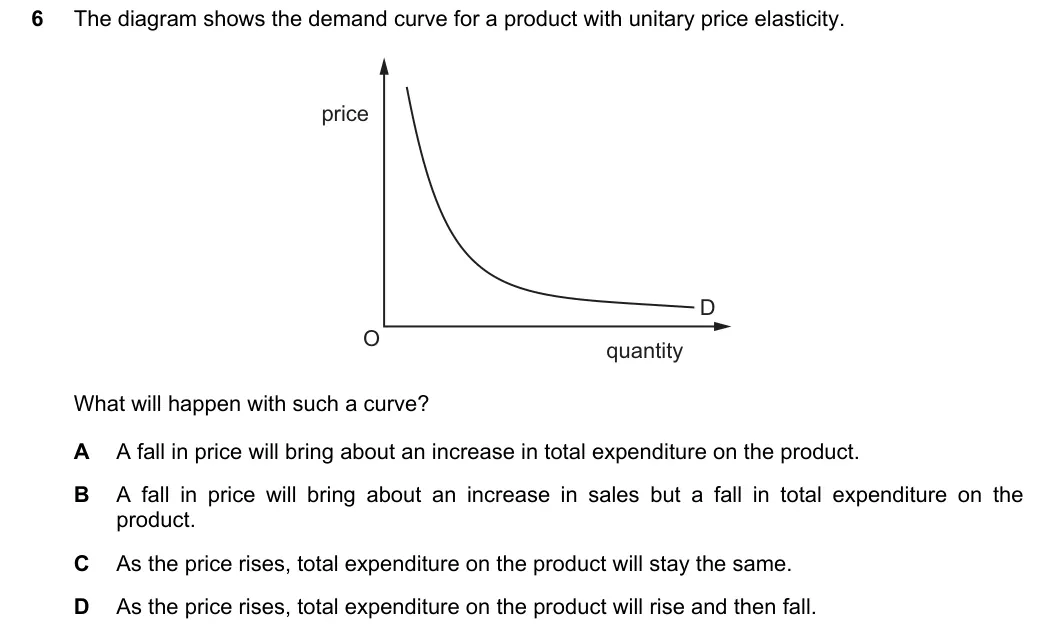 6 The diagram shows the demand curve for a product with unitary price elasticity.
price
D
O
quantity
What will happen with such a curve?
A A fall in price will bring about an increase in total expenditure on the product.
B A fall in price will bring about an increase in sales but a fall in total expenditure on the
product.
C As the price rises, total expenditure on the product will stay the same.
D As the price rises, total expenditure on the product will rise and then fall.